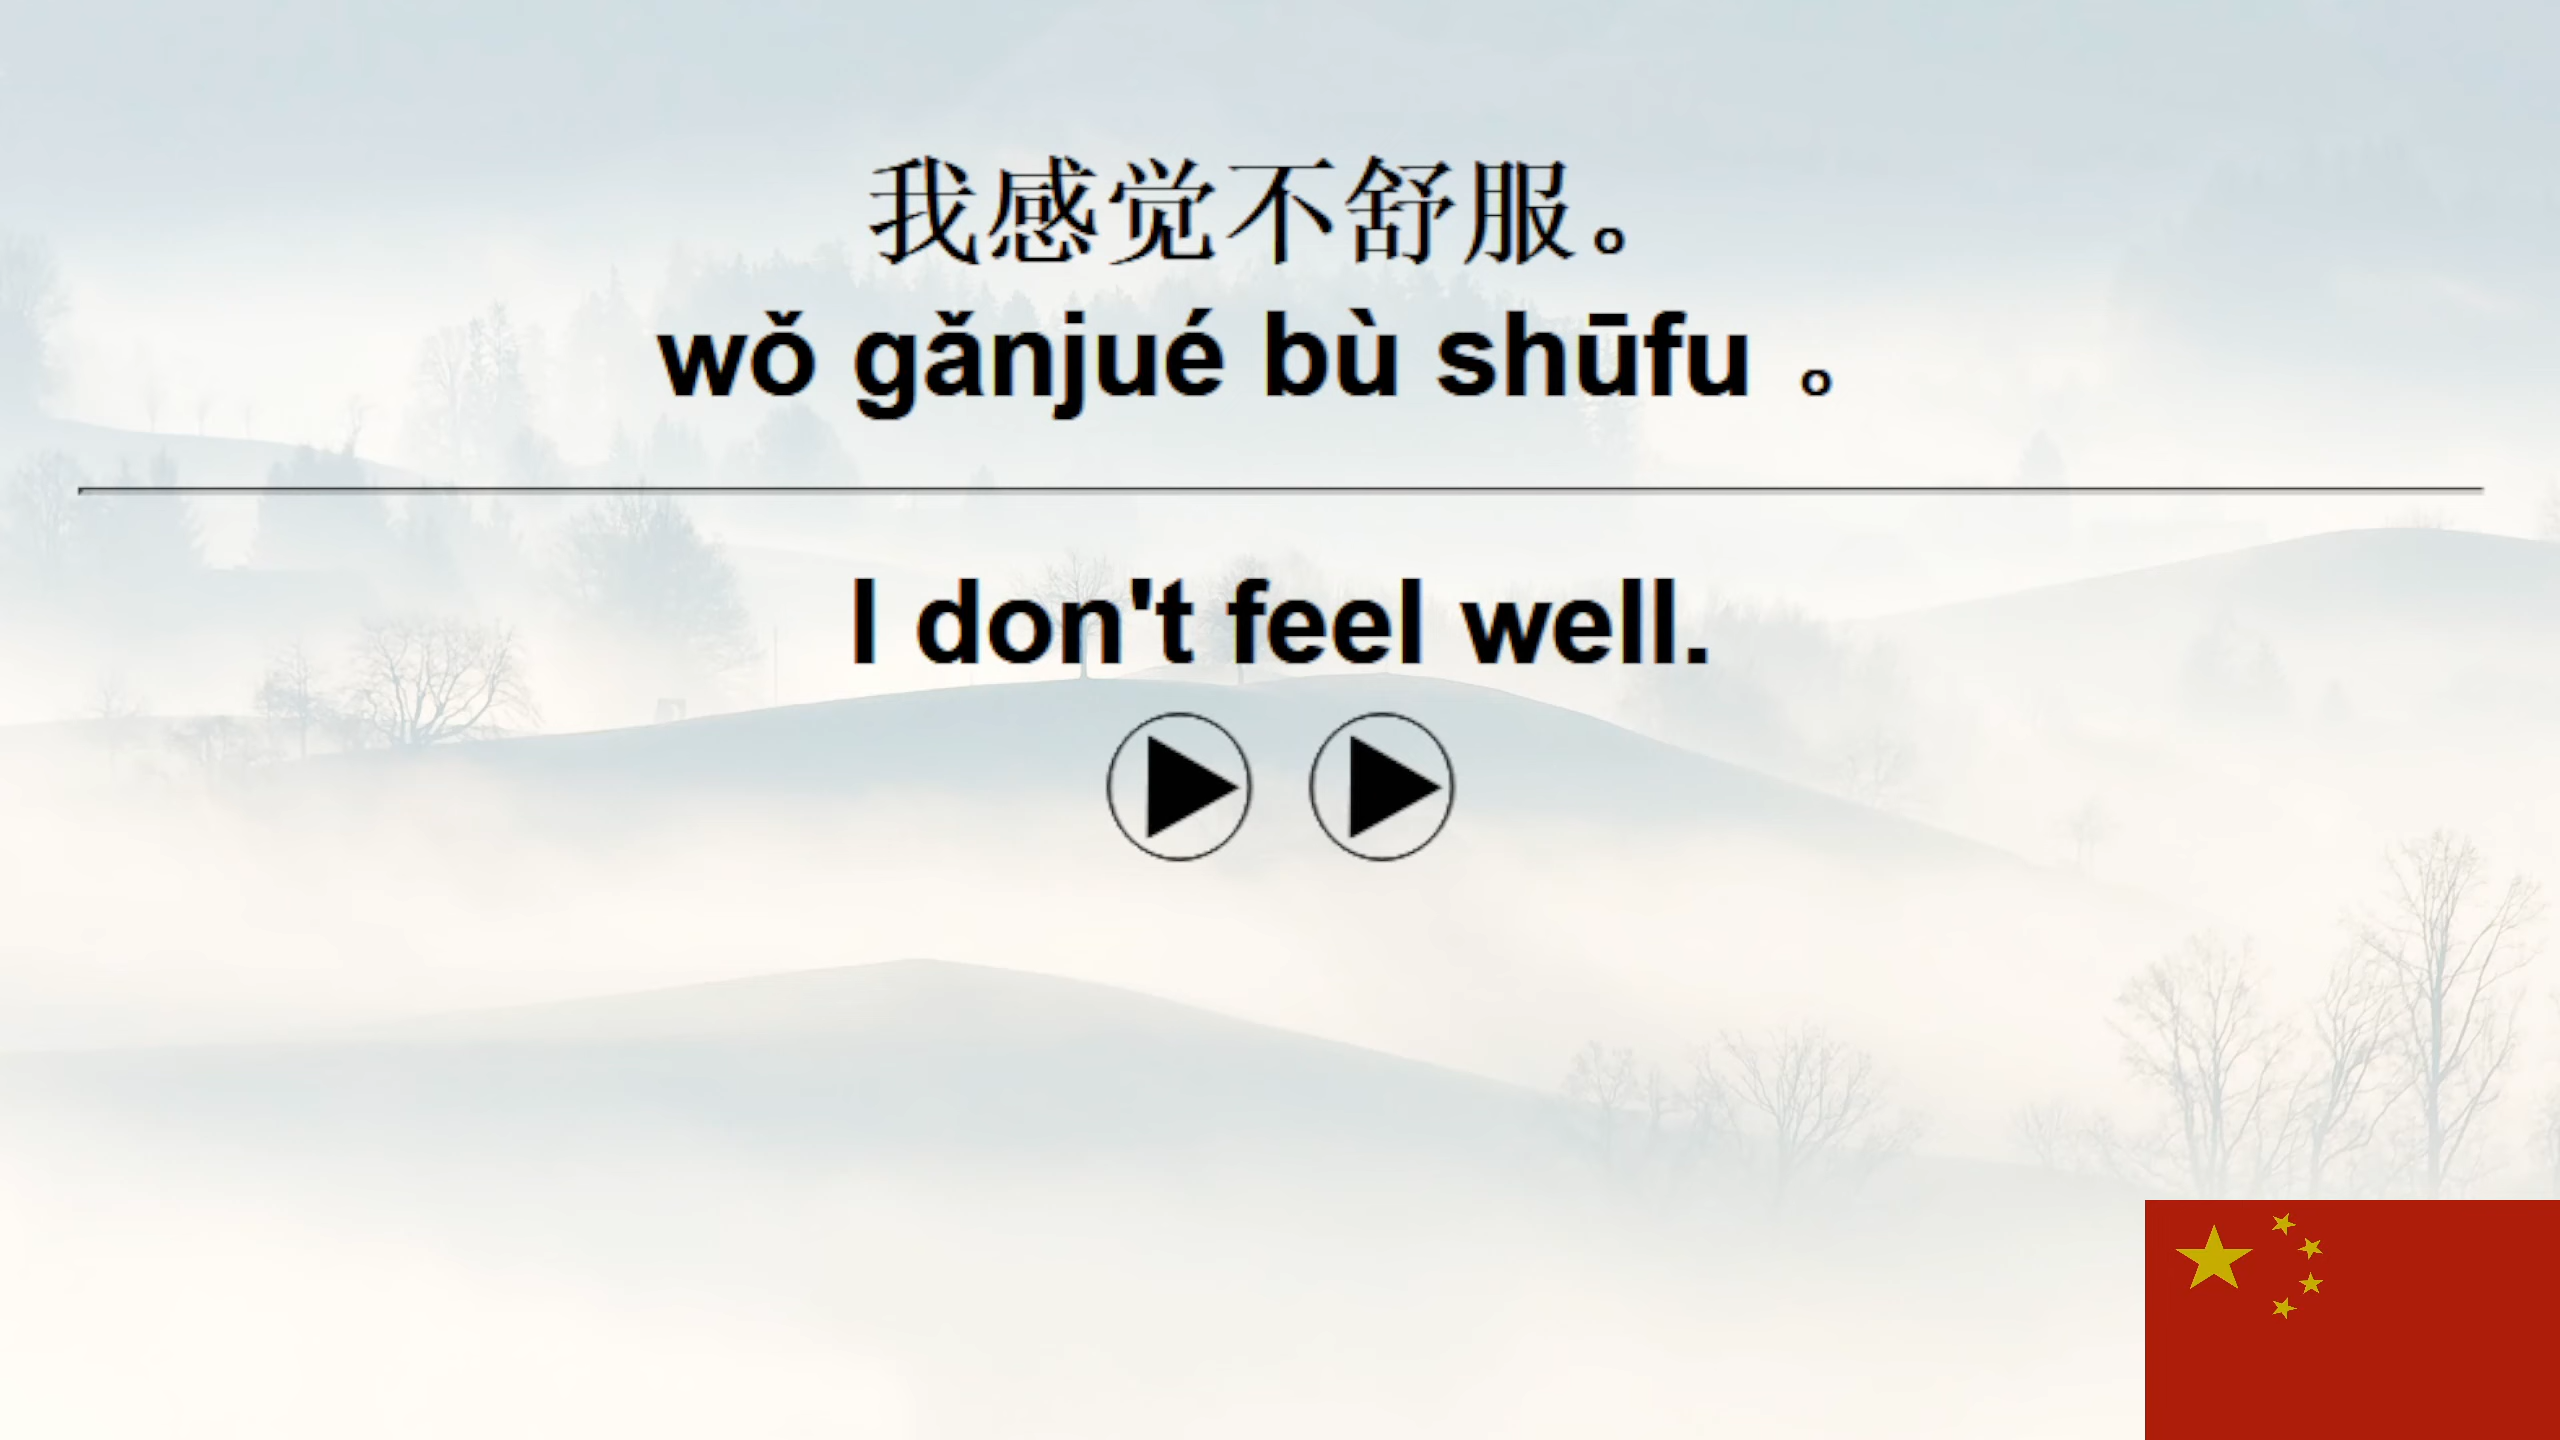 我感觉不舒服。
wǒ gǎnjué bù shūfu 。
I don't feel well.